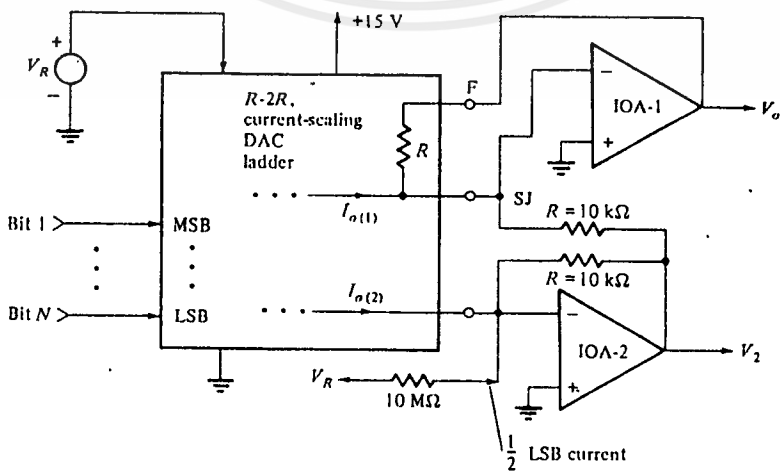 +15 V
+
V_R
−
R-2R,
current-scaling
DAC
ladder
R
F
−
IOA-1
+
V_o
I_o(1)
SJ
R = 10 kΩ
R = 10 kΩ
Bit 1
MSB
Bit N
LSB
I_o(2)
−
IOA-2
+
V_2
V_R
10 MΩ
1/2 LSB current